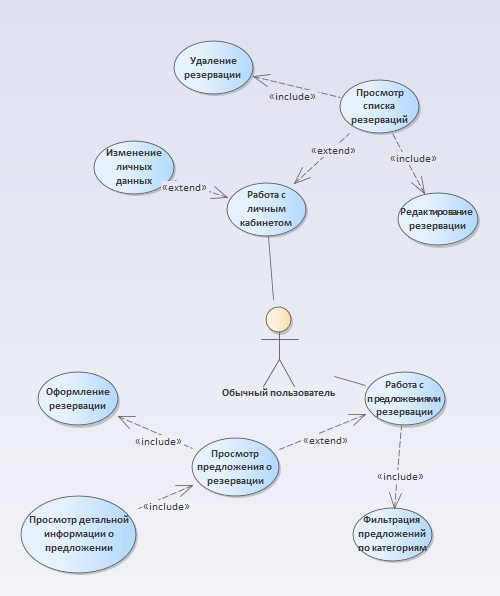 Удаление
резервации
«include»
Просмотр
списка
резерваций
«extend»
«include»
Изменение
личных
данных
«extend»
Работа с
личным
кабинетом
Редактирование
резервации
Обычный пользователь
Оформление
резервации
Работа с
предложениями
резервации
«include»
«extend»
Просмотр
предложения о
резервации
«include»
«include»
Просмотр детальной
информации о
предложении
Фильтрация
предложений
по категориям